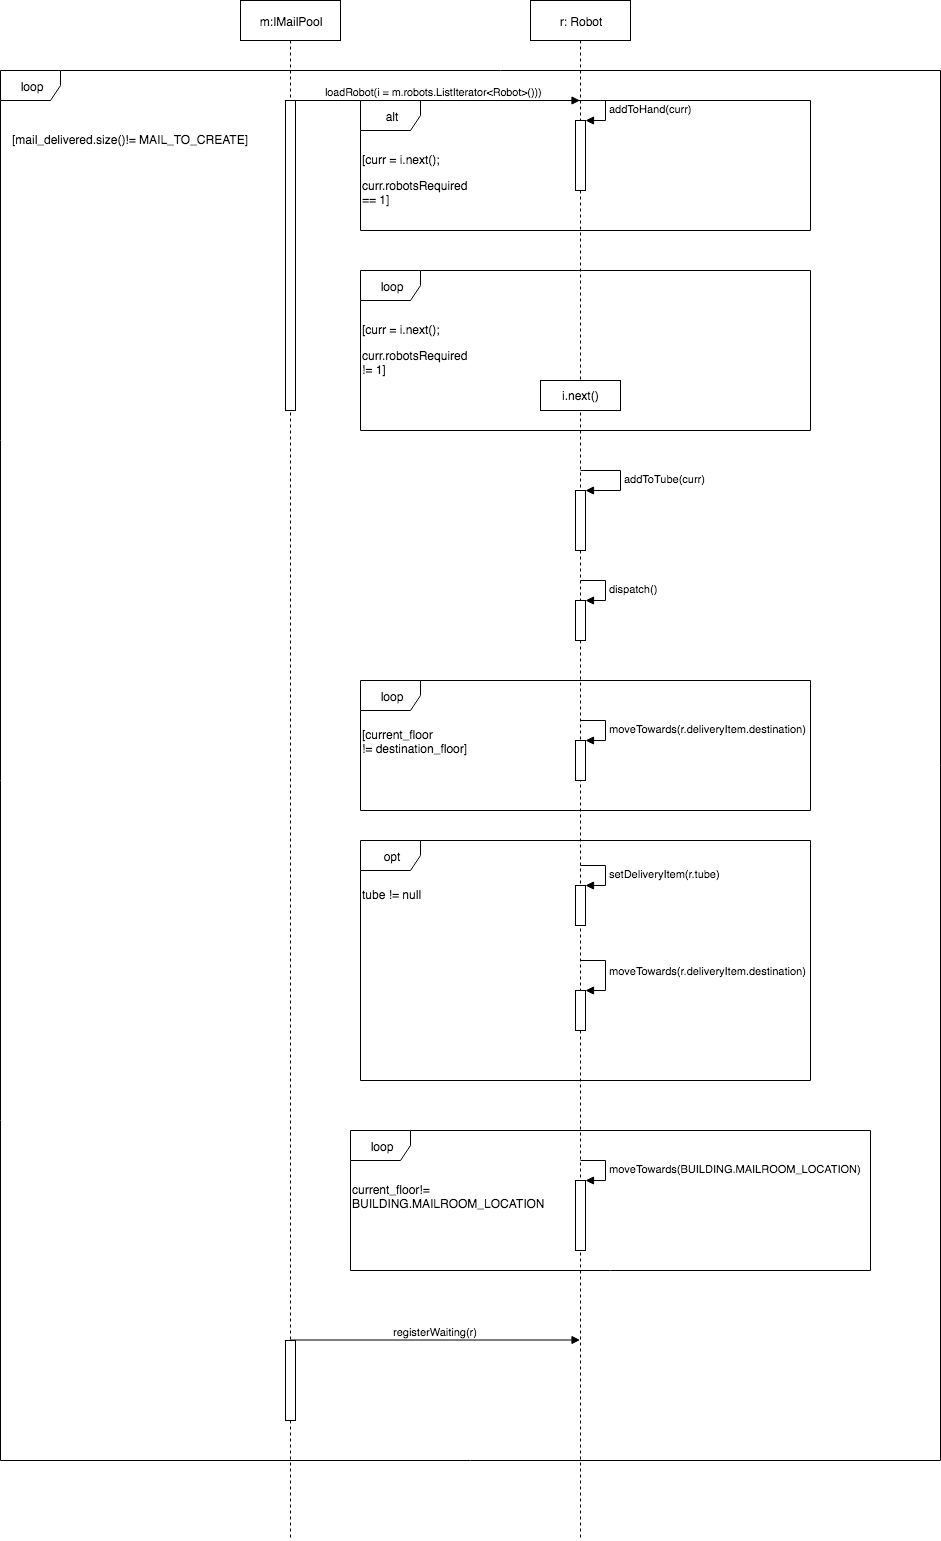 m:IMailPool
r: Robot
loop
loadRobot(i = m.robots.ListIterator<Robot>()))
alt
addToHand(curr)
[mail_delivered.size()!= MAIL_TO_CREATE]
[curr = i.next();
curr.robotsRequired
== 1]
loop
[curr = i.next();
curr.robotsRequired
!= 1]
i.next()
addToTube(curr)
dispatch()
loop
moveTowards(r.deliveryItem.destination)
[current_floor
!= destination_floor]
opt
setDeliveryItem(r.tube)
tube != null
moveTowards(r.deliveryItem.destination)
loop
moveTowards(BUILDING.MAILROOM_LOCATION)
current_floor!=
BUILDING.MAILROOM_LOCATION
registerWaiting(r)